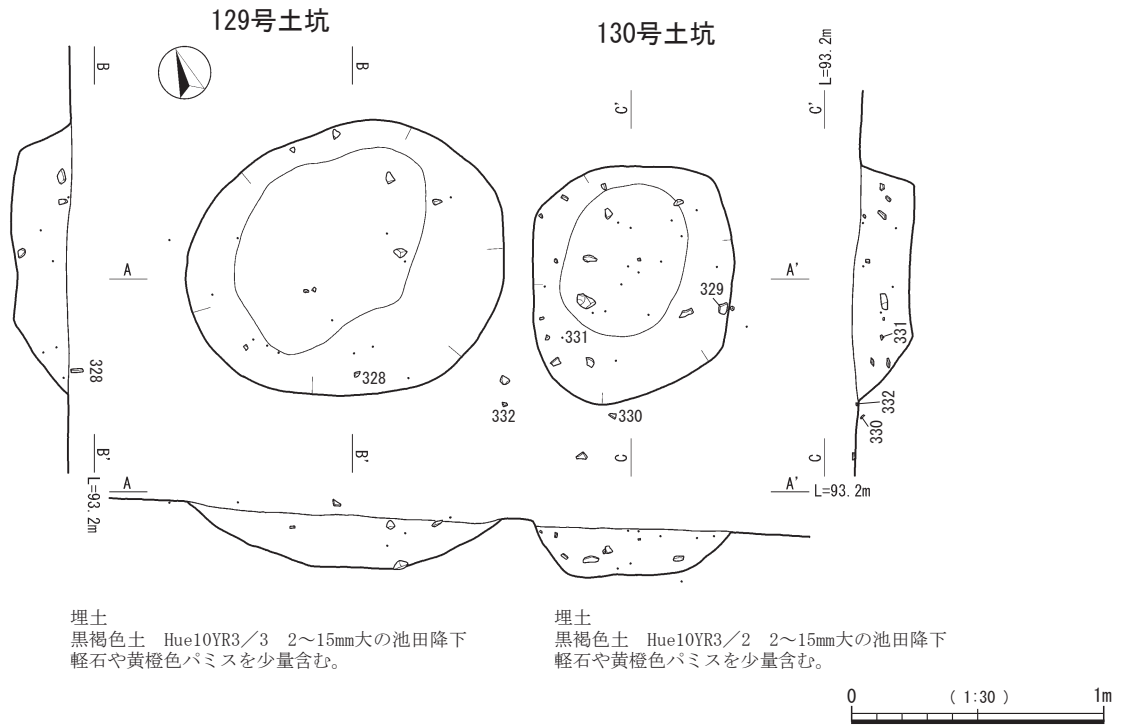 129号土坑
130号土坑
L=93.2m
B
B
C'
C'
A
A'
329
331
331
328
328
332
330
332
330
B'
B'
C
C
L=93.2m
A
A' L=93.2m
埋土
黒褐色土　Hue10YR3／3　2～15mm大の池田降下
軽石や黄橙色パミスを少量含む。
埋土
黒褐色土　Hue10YR3／2　2～15mm大の池田降下
軽石や黄橙色パミスを少量含む。
0 （ 1:30 ） 1m